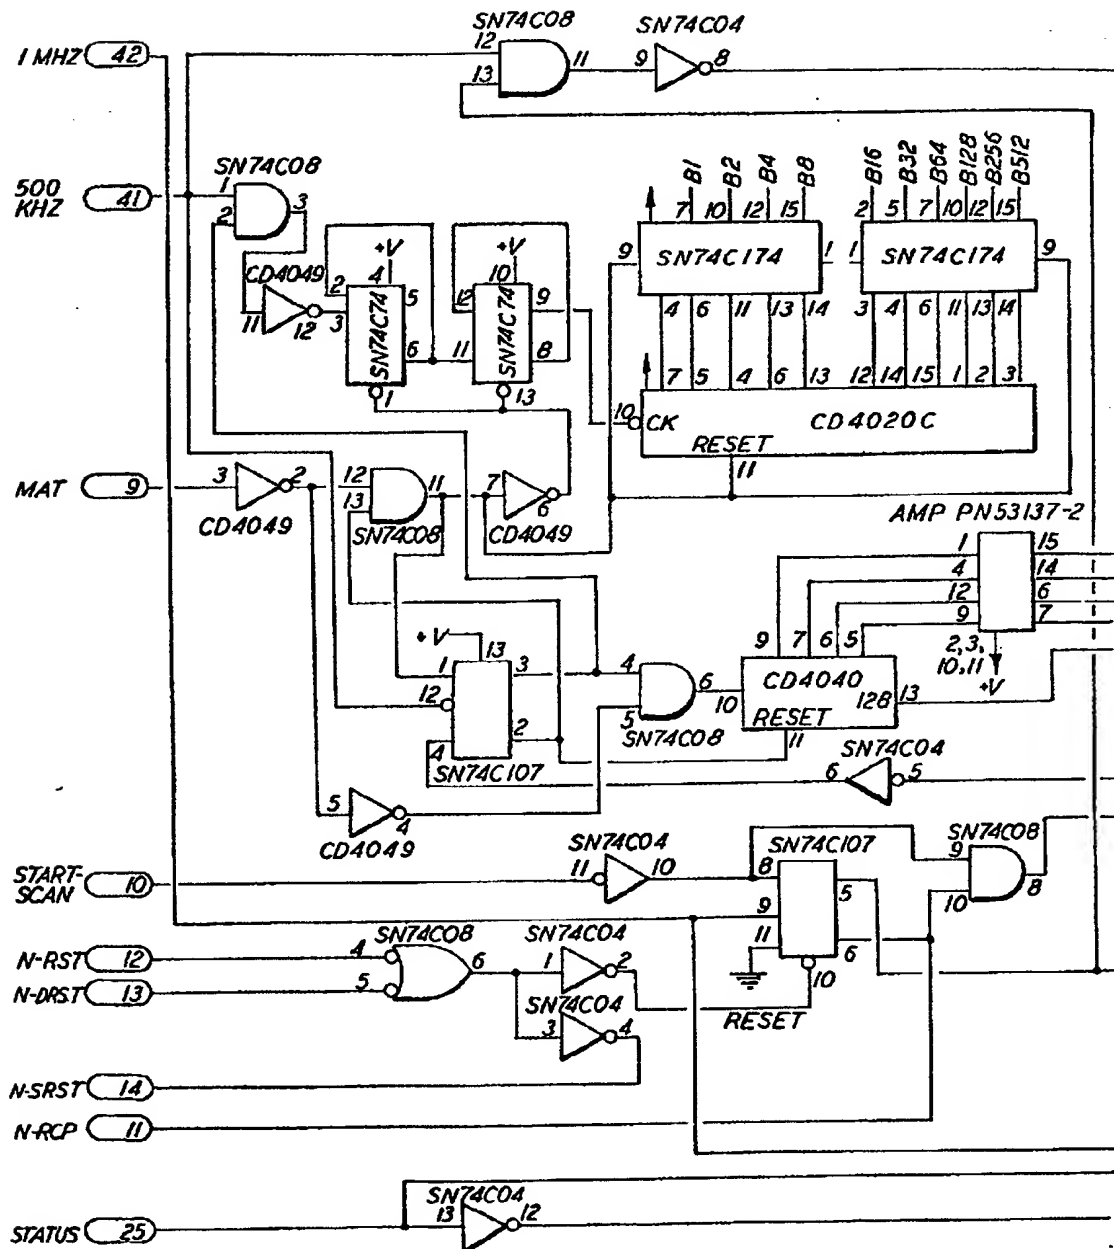 SN74C08
SN74C04
1 MHZ 42
12
13
11
9
8
SN74C08
500
KHZ 41
1
2
3
B1 B2 B4 B8
B16 B32 B64 B128 B256 B512
7 10 12 15
2 5 7 10 12 15
+V
+V
CD4049
4
10
9 SN74C174 1
1 SN74C174 9
2
5
12
9
11
12
3
SN74C74
6
11
SN74C74
8
4 6 11 13 14
3 4 6 11 13 14
1
13
7 5 4 6 13
12 14 15 1 2 3
10 CK
CD4020C
RESET
11
MAT 9
3
2
12
13
11
7
6
CD4049
SN74C08
CD4049
AMP PN53137-2
1 15
4 14
12 6
9 7
2,3,
10,11
+V
+V
13
1
3
12
4
2
SN74C107
4
5
6
SN74C08
9 7 6 5
10
CD4040
128 13
RESET
11
SN74C04
6
5
5
4
CD4049
START-
SCAN 10
SN74C04
11
10
SN74C107
8
5
9
11
6
10
RESET
SN74C08
9
10
8
N-RST 12
N-DRST 13
SN74C08
4
5
6
SN74C04
1
2
SN74C04
3
4
N-SRST 14
N-RCP 11
SN74C04
STATUS 25
13
12